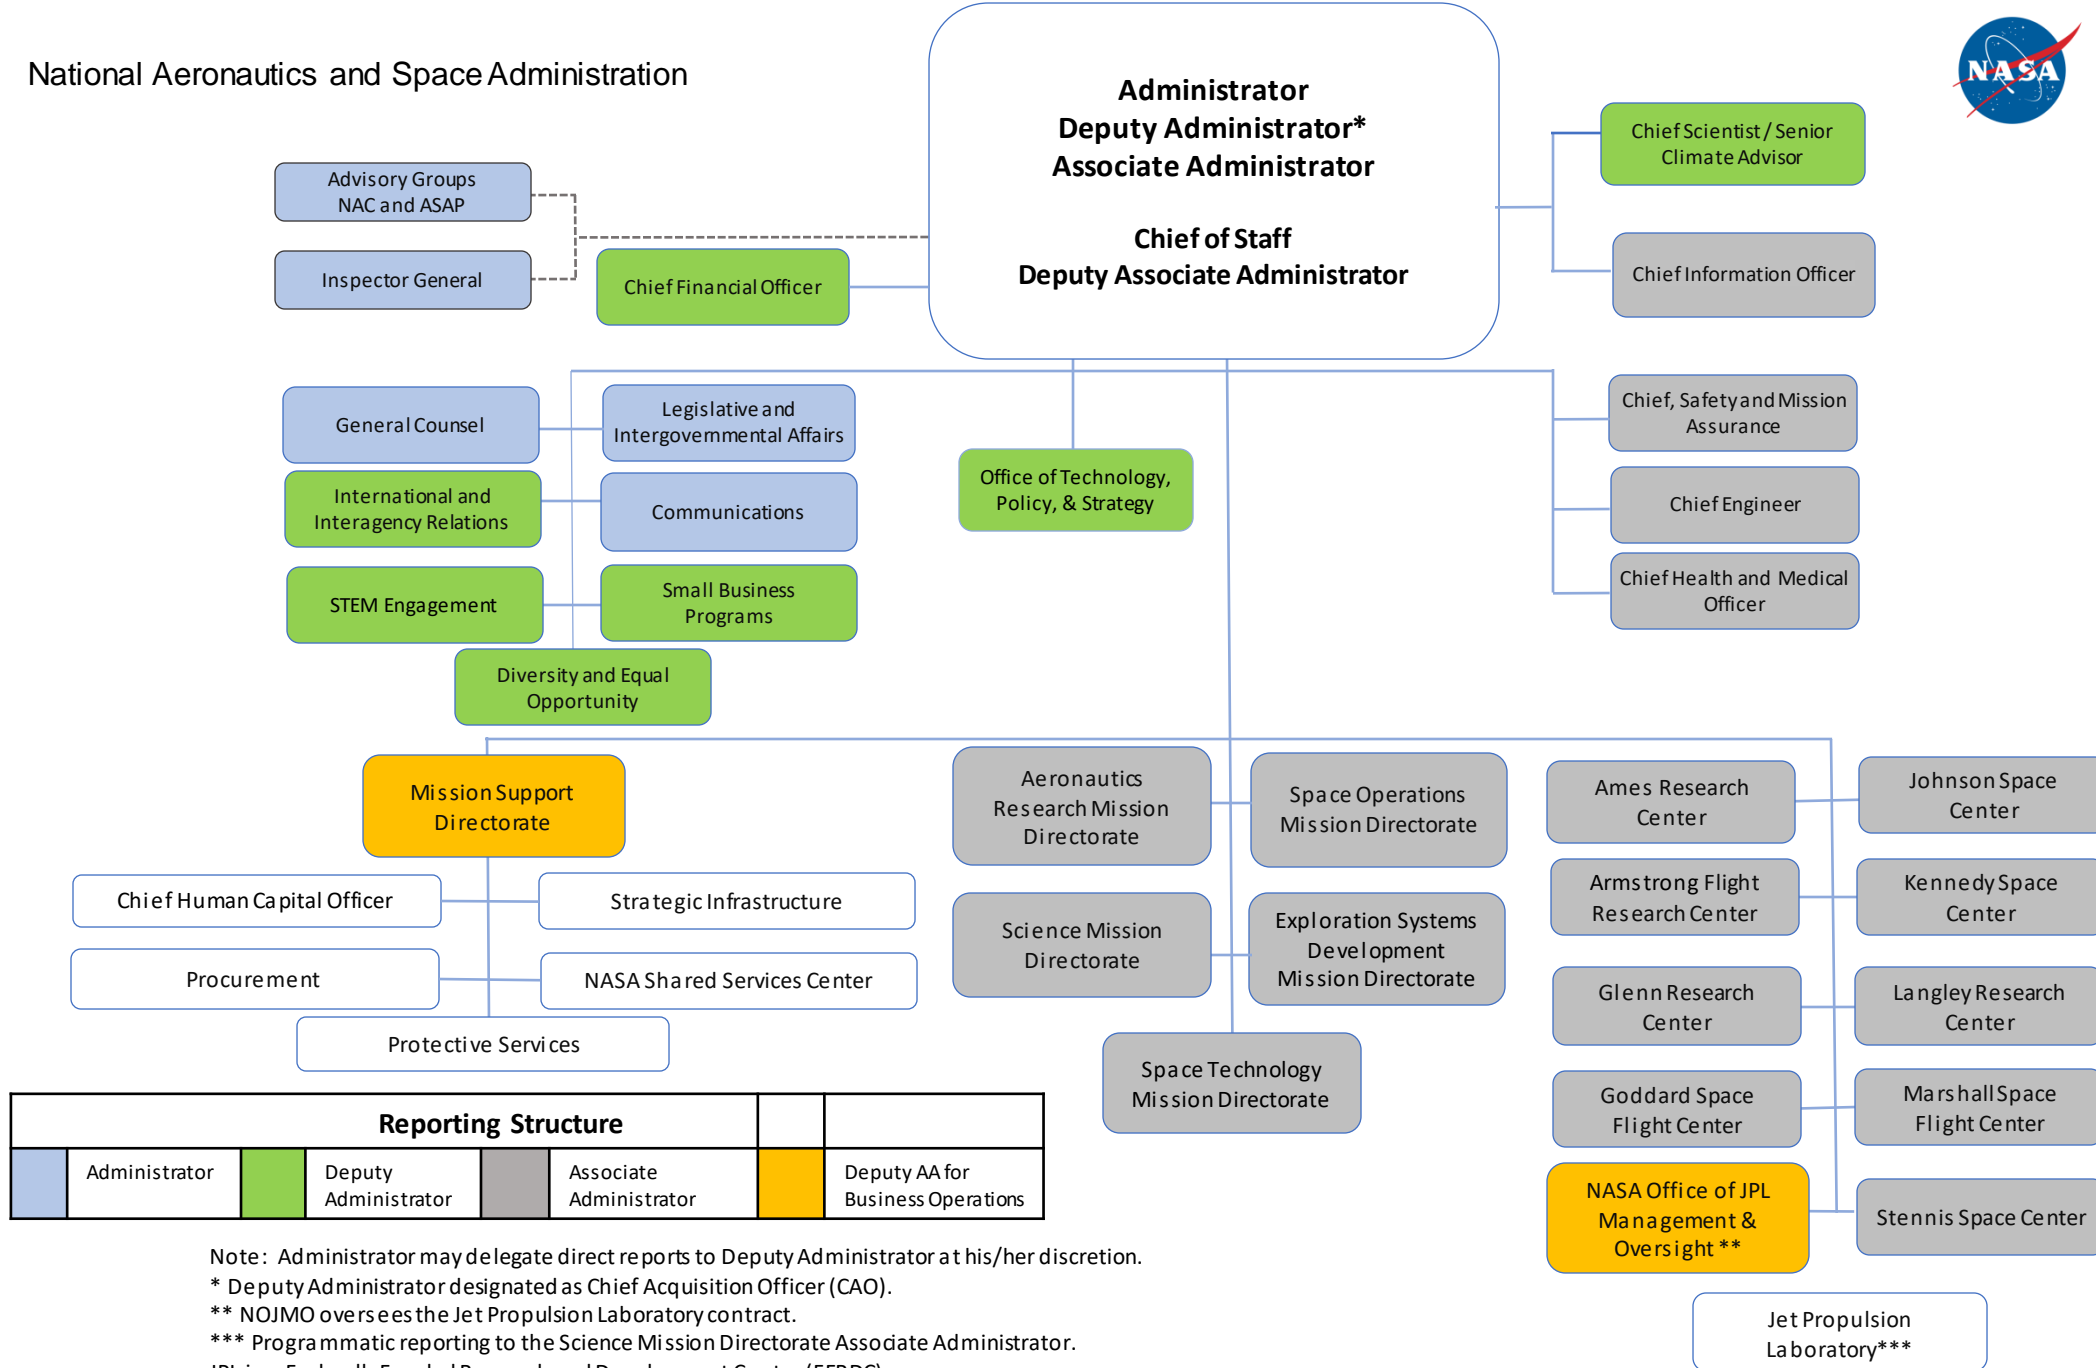 National Aeronautics and Space Administration
NASA
Administrator
Deputy Administrator*
Associate Administrator
Chief of Staff
Deputy Associate Administrator
Advisory Groups
NAC and ASAP
Inspector General
Chief Financial Officer
Chief Scientist / Senior
Climate Advisor
Chief Information Officer
General Counsel
Legislative and
Intergovernmental Affairs
International and
Interagency Relations
Communications
STEM Engagement
Small Business
Programs
Diversity and Equal
Opportunity
Office of Technology,
Policy, & Strategy
Chief, Safety and Mission
Assurance
Chief Engineer
Chief Health and Medical
Officer
Mission Support
Directorate
Chief Human Capital Officer
Strategic Infrastructure
Procurement
NASA Shared Services Center
Protective Services
Aeronautics
Research Mission
Directorate
Space Operations
Mission Directorate
Science Mission
Directorate
Exploration Systems
Development
Mission Directorate
Space Technology
Mission Directorate
Ames Research
Center
Johnson Space
Center
Armstrong Flight
Research Center
Kennedy Space
Center
Glenn Research
Center
Langley Research
Center
Goddard Space
Flight Center
Marshall Space
Flight Center
NASA Office of JPL
Management &
Oversight **
Stennis Space Center
Jet Propulsion
Laboratory***
Reporting Structure
Administrator
Deputy
Administrator
Associate
Administrator
Deputy AA for
Business Operations
Note: Administrator may delegate direct reports to Deputy Administrator at his/her discretion.
* Deputy Administrator designated as Chief Acquisition Officer (CAO).
** NOJMO oversees the Jet Propulsion Laboratory contract.
*** Programmatic reporting to the Science Mission Directorate Associate Administrator.